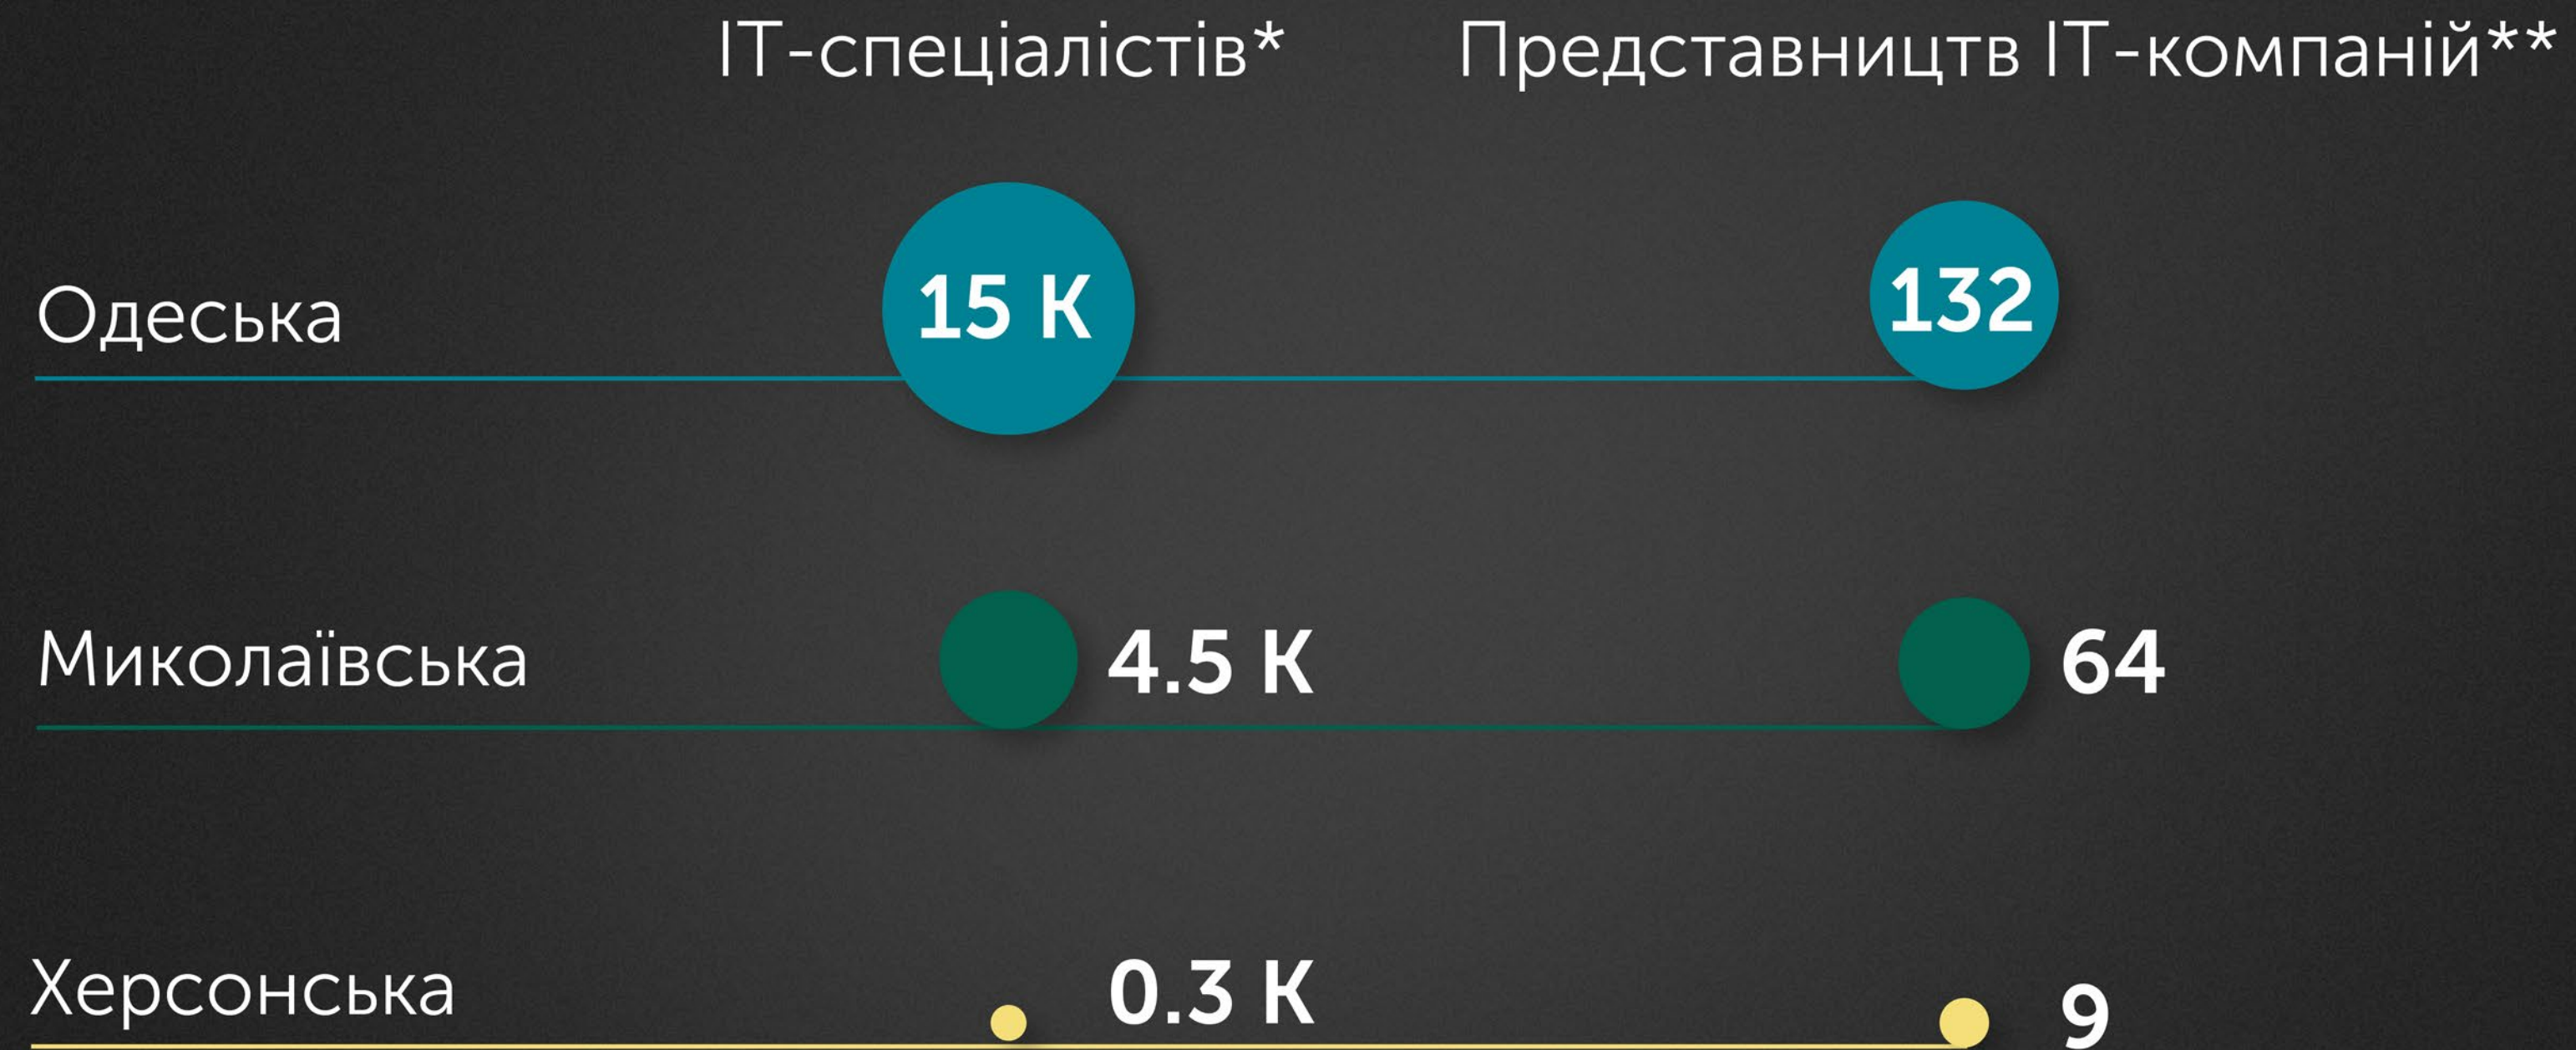 ІТ-спеціалістів* Представництв ІТ-компаній**
Одеська 15 К 132
Миколаївська 4.5 К 64
Херсонська 0.3 К 9